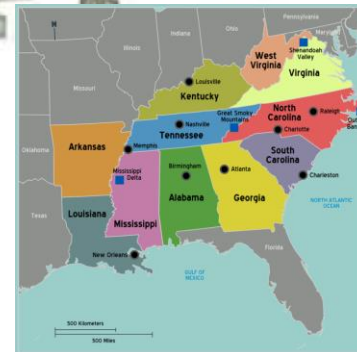 Pennsylvania
Ohio
Maryland
Indiana
Illinois
West
Virginia
Shenandoah
Valley
Virginia
Missouri
Louisville
Kentucky
North
Carolina
Raleigh
Great Smoky
Mountains
Nashville
Tennessee
Charlotte
Oklahoma
Arkansas
Memphis
South
Carolina
Birmingham
Atlanta
Charleston
Mississippi
Delta
Texas
Louisiana
Mississippi
Alabama
Georgia
NORTH ATLANTIC
OCEAN
New Orleans
Florida
GULF OF
MEXICO
500 Kilometers
500 Miles